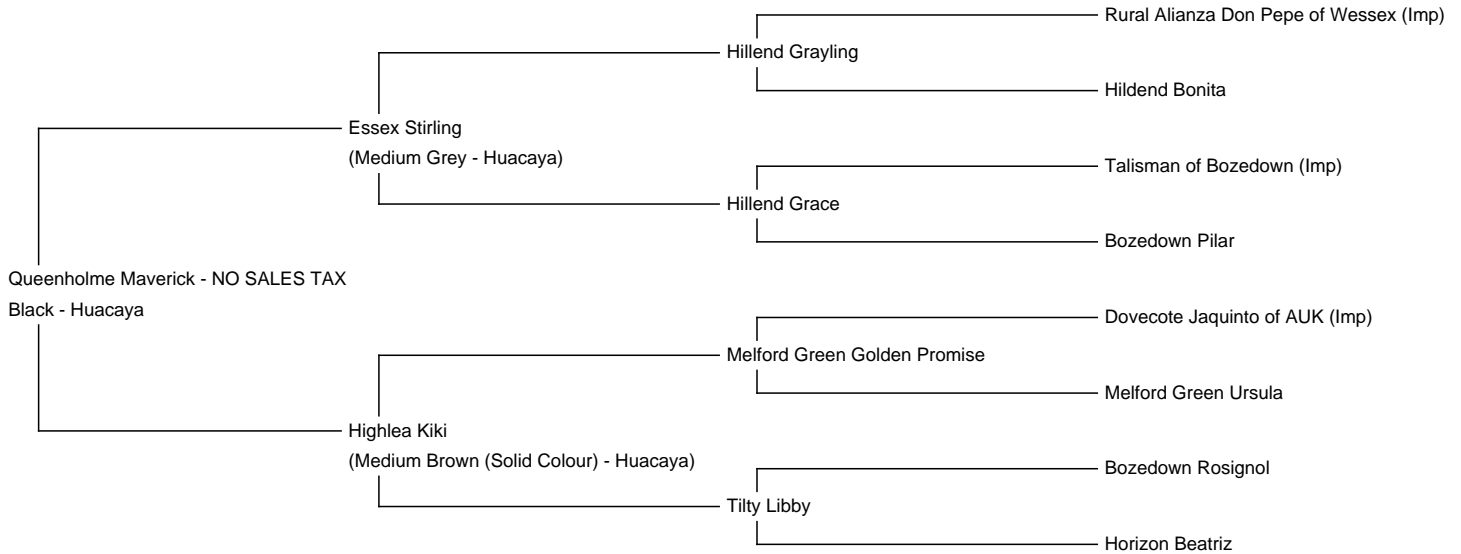 Rural Alianza Don Pepe of Wessex (Imp)
Hillend Grayling
Hildend Bonita
Essex Stirling
(Medium Grey - Huacaya)
Talisman of Bozedown (Imp)
Hillend Grace
Bozedown Pilar
Queenholme Maverick - NO SALES TAX
Black - Huacaya
Dovecote Jaquinto of AUK (Imp)
Melford Green Golden Promise
Melford Green Ursula
Highlea Kiki
(Medium Brown (Solid Colour) - Huacaya)
Bozedown Rosignol
Tilty Libby
Horizon Beatriz